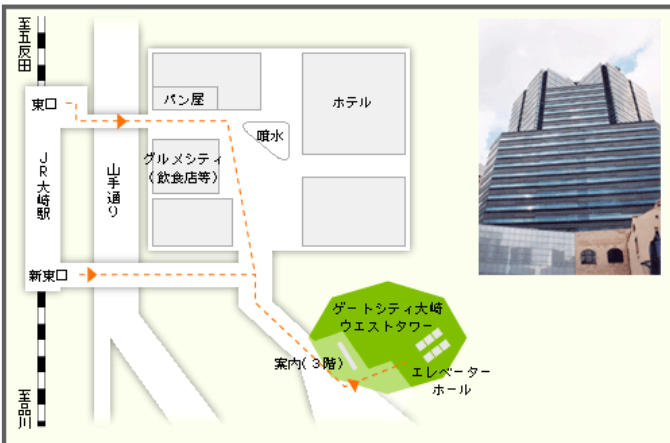 至五反田
東口
パン屋
ホテル
噴水
グルメシティ
(飲食店等)
山手通り
JR大崎駅
新東口
ゲートシティ大崎
ウエストタワー
案内(3階)
エレベーター
ホール
至品川